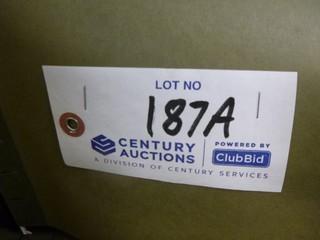 LOT NO
187A
CENTURY AUCTIONS
POWERED BY
ClubBid
A DIVISION OF CENTURY SERVICES